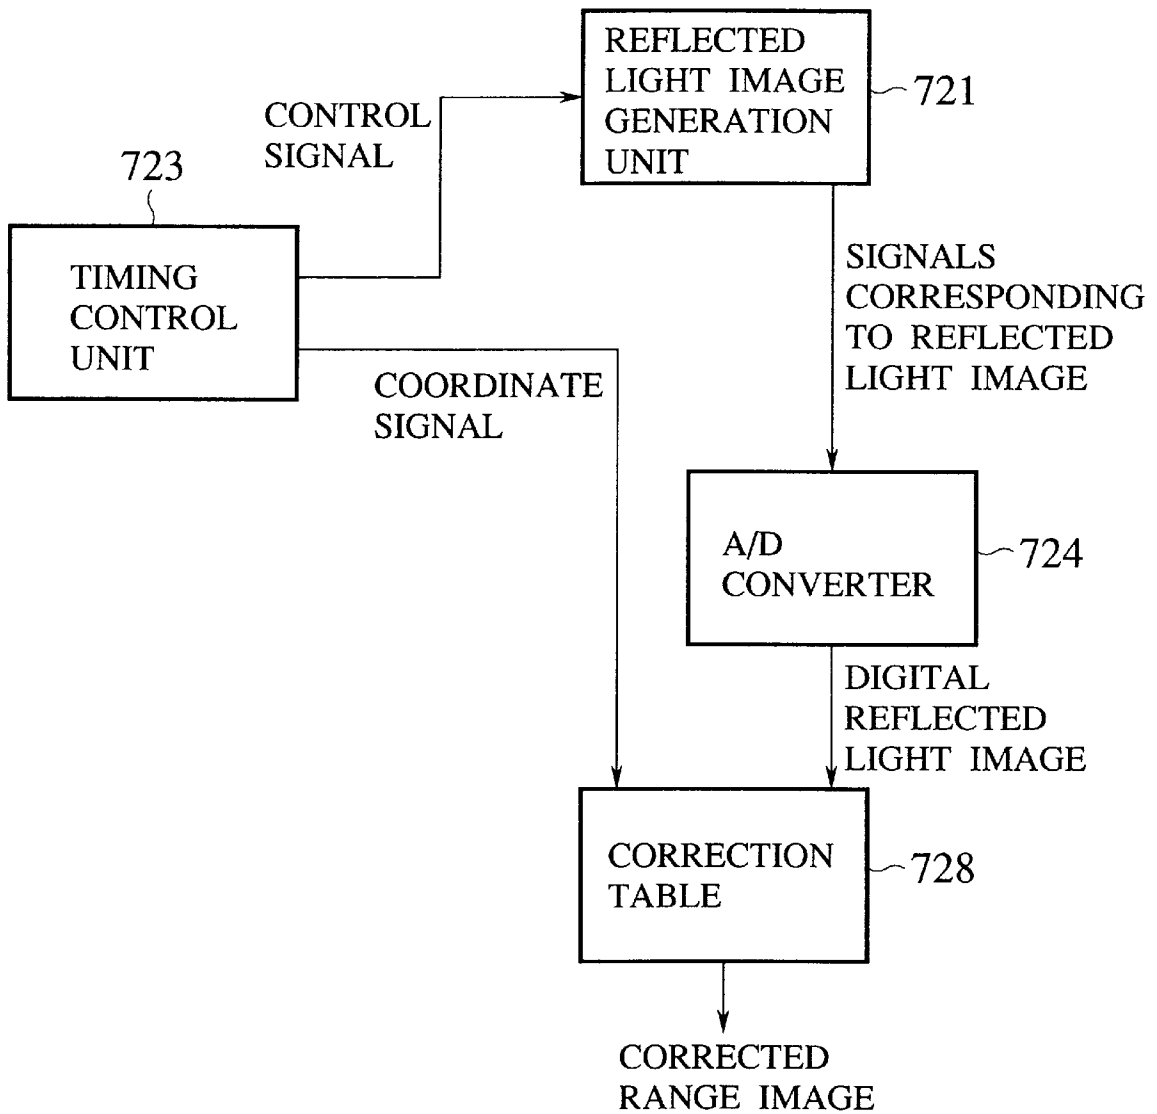 REFLECTED
LIGHT IMAGE
GENERATION
UNIT
721
CONTROL
SIGNAL
723
TIMING
CONTROL
UNIT
SIGNALS
CORRESPONDING
TO REFLECTED
LIGHT IMAGE
COORDINATE
SIGNAL
A/D
CONVERTER
724
DIGITAL
REFLECTED
LIGHT IMAGE
CORRECTION
TABLE
728
CORRECTED
RANGE IMAGE